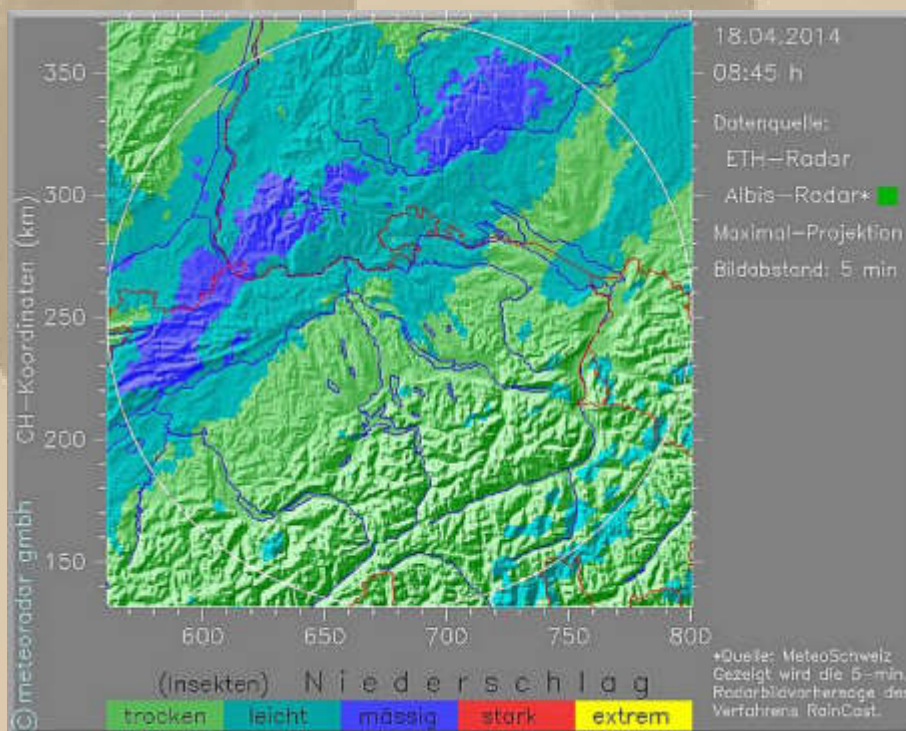 18.04.2014
08:45 h
Datenquelle:
ETH-Radar
Albis-Radar*
Maximal-Projektion
Bildabstand: 5 min
CH-Koordinaten (km)
350
300
250
200
150
600 650 700 750 800
© meteoradar gmbh
(Insekten) Niederschlag
trocken leicht mässig stark extrem
*Quelle: MeteoSchweiz
Gezeigt wird die 5-min.
Radarbildvorhersage des
Verfahrens RainCast.